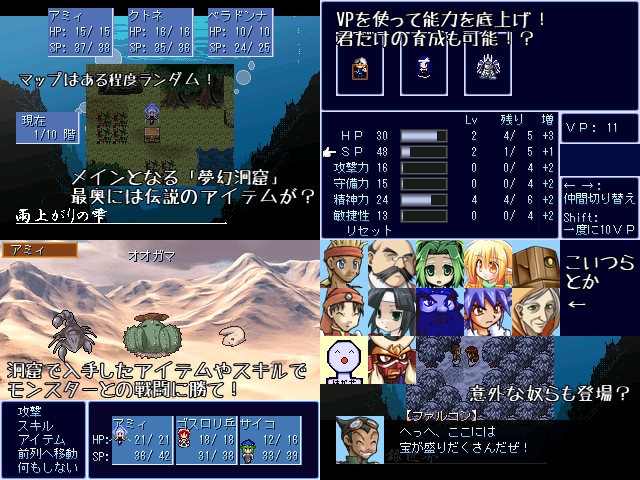 アミィ
HP: 15/ 15
SP: 37/ 38
クトネ
HP: 16/ 16
SP: 35/ 36
ベラドンナ
HP: 10/ 10
SP: 24/ 25
マップはある程度ランダム！
現在
1/10 階
メインとなる「夢幻洞窟」
最奥には伝説のアイテムが？
雨上がりの雫
VPを使って能力を底上げ！
君だけの育成も可能！？
Lv 残り 増
HP 30 2 4/ 5 +3
SP 48 2 1/ 5 +1
攻撃力 16 0 0/ 4 +2
守備力 15 0 0/ 4 +2
精神力 24 4 4/ 6 +2
敏捷性 13 0 0/ 4 +2
リセット
VP: 11
← →:
仲間切り替え
Shift:
一度に10VP
アミィ
オオガマ
洞窟で入手したアイテムやスキルで
モンスターとの戦闘に勝て！
攻撃
スキル
アイテム
前列へ移動
何もしない
アミィ
HP: 21/ 21
SP: 36/ 42
ゴスロリ兵
18/ 18
31/ 38
サイコ
12/ 16
33/ 39
こいつら
とか
←
意外な奴らも登場？
【ファルコン】
へっへ、ここには
宝が盛りだくさんだぜ！